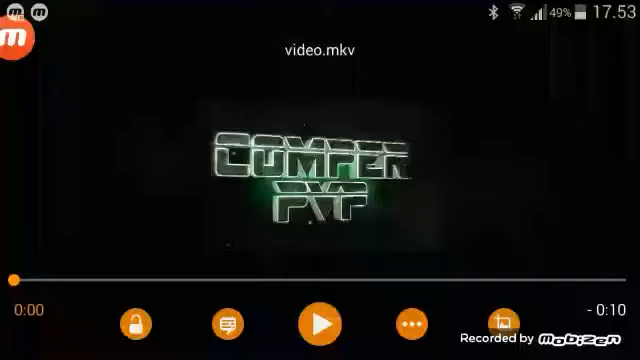 49% 17.53
video.mkv
COMPER
PVP
0:00
- 0:10
Recorded by mobizen